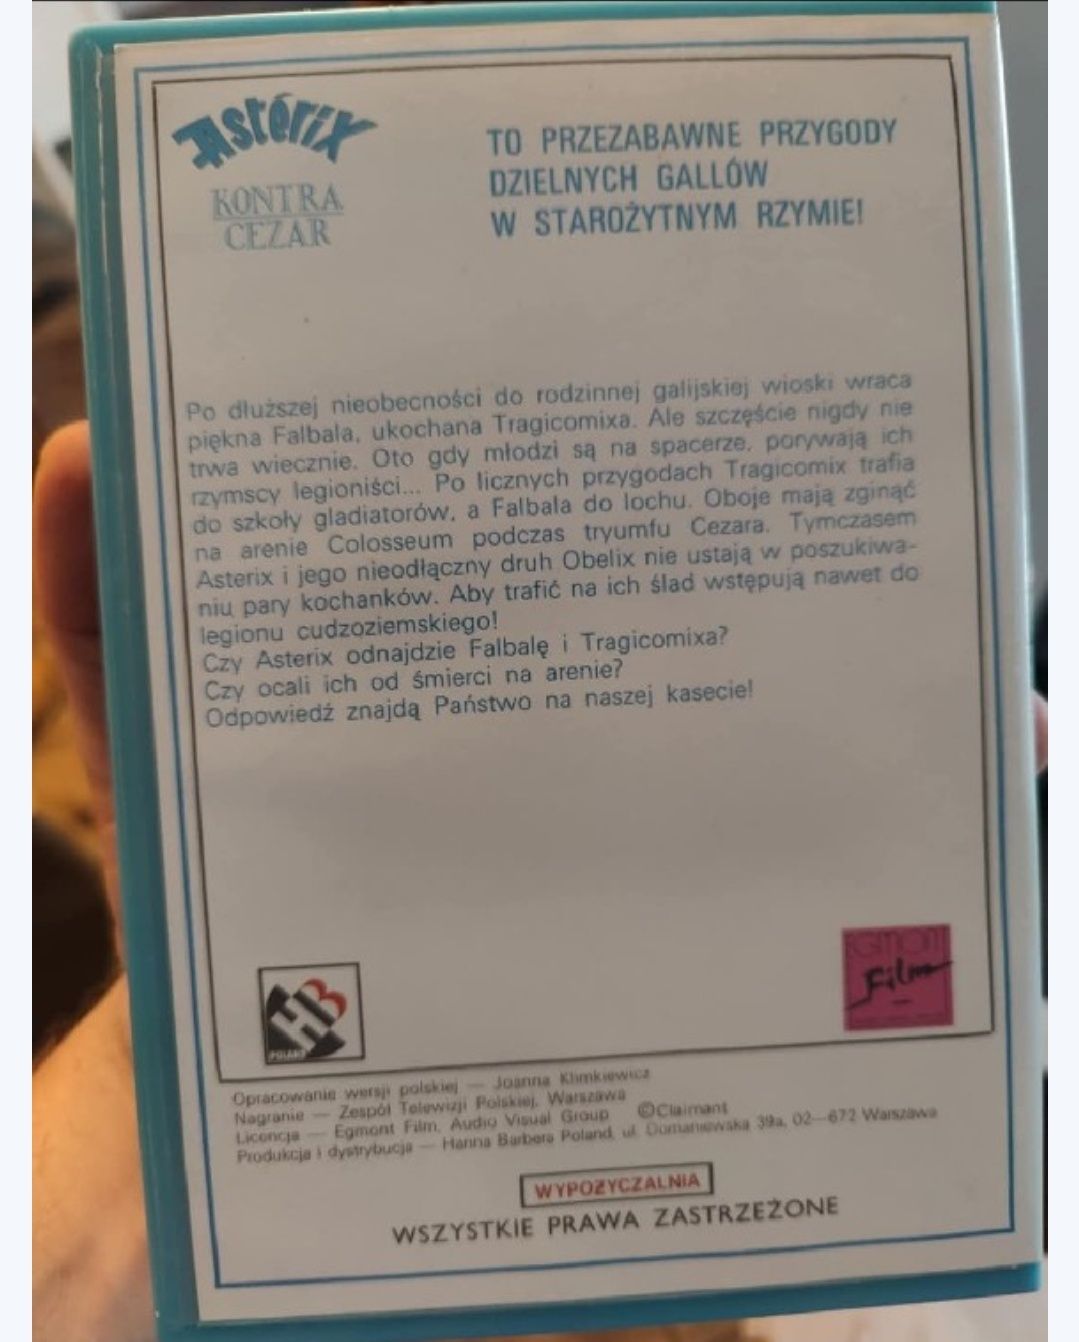 Astérix
KONTRA
CEZAR
TO PRZEZABAWNE PRZYGODY
DZIELNYCH GALLÓW
W STAROŻYTNYM RZYMIE!
Po dłuższej nieobecności do rodzinnej galijskiej wioski wraca
piękna Falbala, ukochana Tragicomixa. Ale szczęście nigdy nie
trwa wiecznie. Oto gdy młodzi są na spacerze, porywają ich
rzymscy legioniści... Po licznych przygodach Tragicomix trafia
do szkoły gladiatorów, a Falbala do lochu. Oboje mają zginąć
na arenie Colosseum podczas tryumfu Cezara. Tymczasem
Asterix i jego nieodłączny druh Obelix nie ustają w poszukiwa-
niu pary kochanków. Aby trafić na ich ślad wstępują nawet do
legionu cudzoziemskiego!
Czy Asterix odnajdzie Falbalę i Tragicomixa?
Czy ocali ich od śmierci na arenie?
Odpowiedź znajdą Państwo na naszej kasecie!
HB
POLAND
EGMONT
Film
Opracowanie wersji polskiej — Joanna Klimkiewicz
Nagranie — Zespół Telewizji Polskiej, Warszawa
Licencja — Egmont Film, Audio Visual Group ©Claimant
Produkcja i dystrybucja — Hanna Barbera Poland, ul. Domaniewska 39a, 02—672 Warszawa
WYPOŻYCZALNIA
WSZYSTKIE PRAWA ZASTRZEŻONE